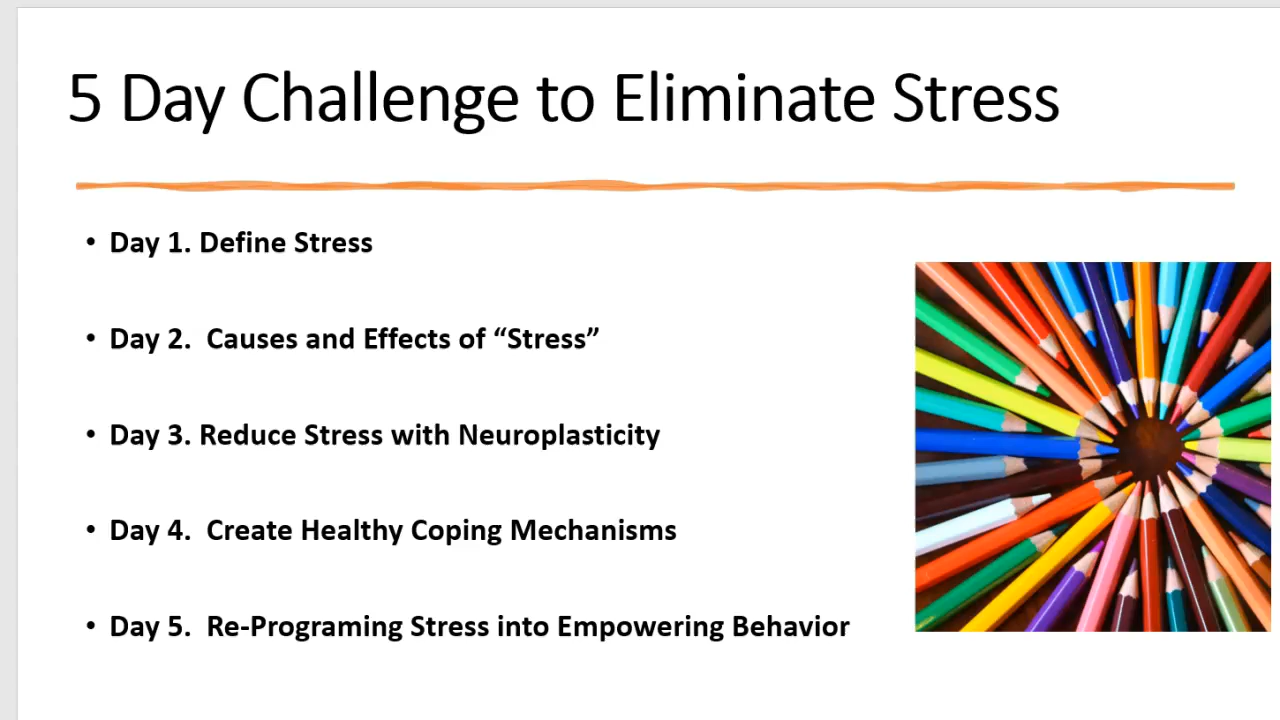 5 Day Challenge to Eliminate Stress
• Day 1. Define Stress
• Day 2.  Causes and Effects of “Stress”
• Day 3. Reduce Stress with Neuroplasticity
• Day 4.  Create Healthy Coping Mechanisms
• Day 5.  Re-Programing Stress into Empowering Behavior